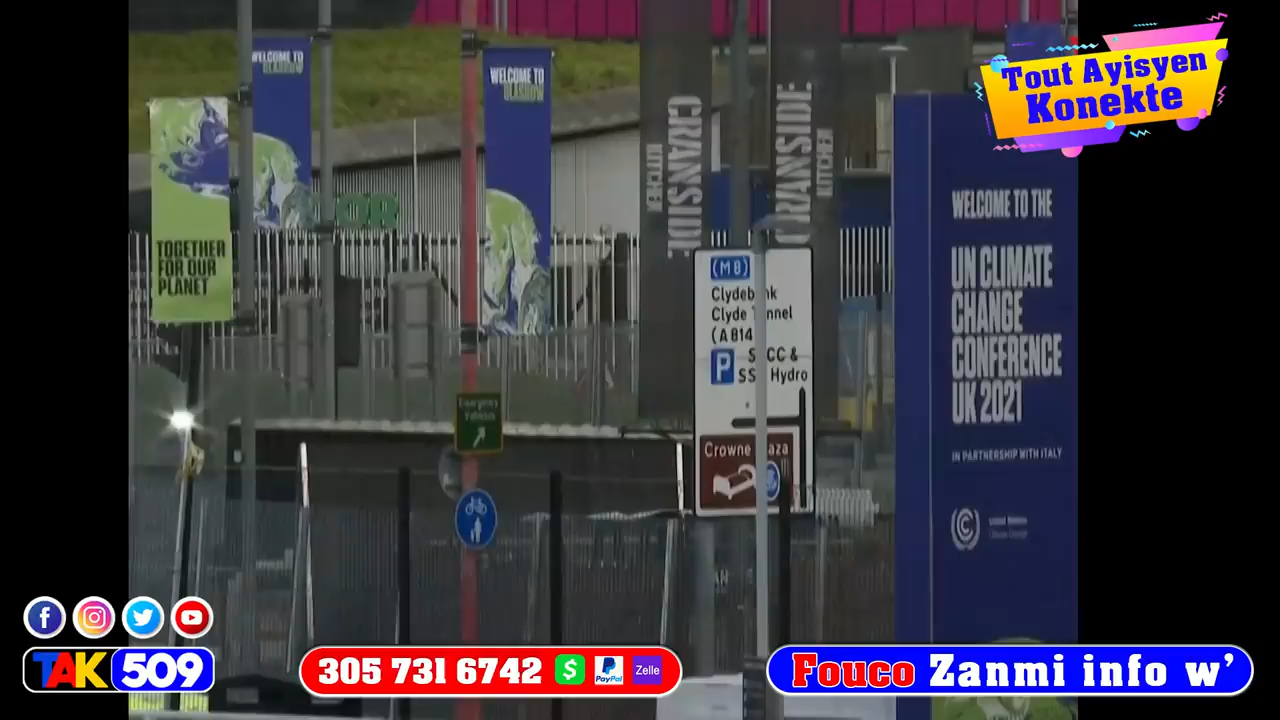 WELCOME TO
GLASGOW
WELCOME TO
GLASGOW
TOGETHER
FOR OUR
PLANET
CRANSIDE
KITCHEN
CRANSIDE
KITCHEN
(M8)
Clydebank
Clyde Tunnel
(A814
P
SECC &
SSE Hydro
Crowne Plaza
Emergency
Vehicles
WELCOME TO THE
UN CLIMATE
CHANGE
CONFERENCE
UK 2021
IN PARTNERSHIP WITH ITALY
Tout Ayisyen
Konekte
TAK 509
305 731 6742
PayPal
Zelle
Fouco Zanmi info w’